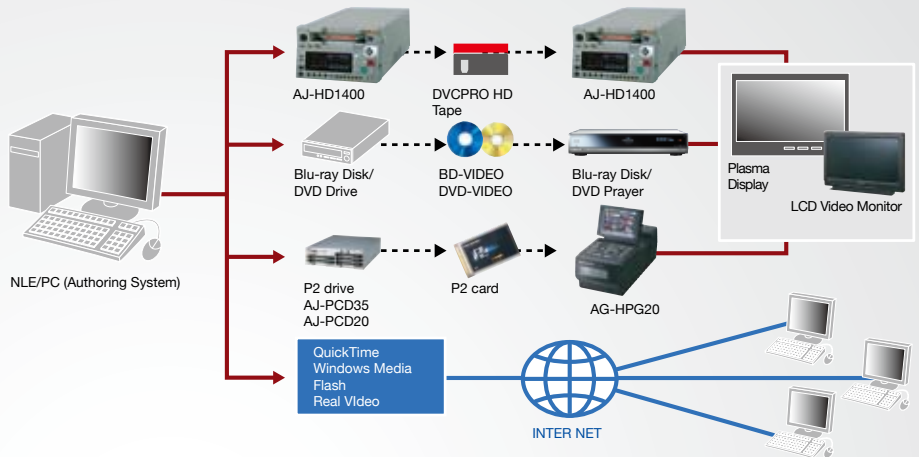 AJ-HD1400
DVCPRO HD
Tape
AJ-HD1400
NLE/PC (Authoring System)
Blu-ray Disk/
DVD Drive
BD-VIDEO
DVD-VIDEO
Blu-ray Disk/
DVD Prayer
Plasma
Display
LCD Video Monitor
P2 drive
AJ-PCD35
AJ-PCD20
P2 card
AG-HPG20
QuickTime
Windows Media
Flash
Real VIdeo
INTER NET